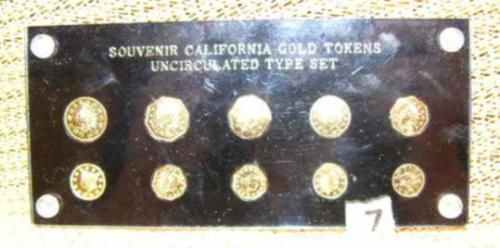 SOUVENIR CALIFORNIA GOLD TOKENS
UNCIRCULATED TYPE SET
7